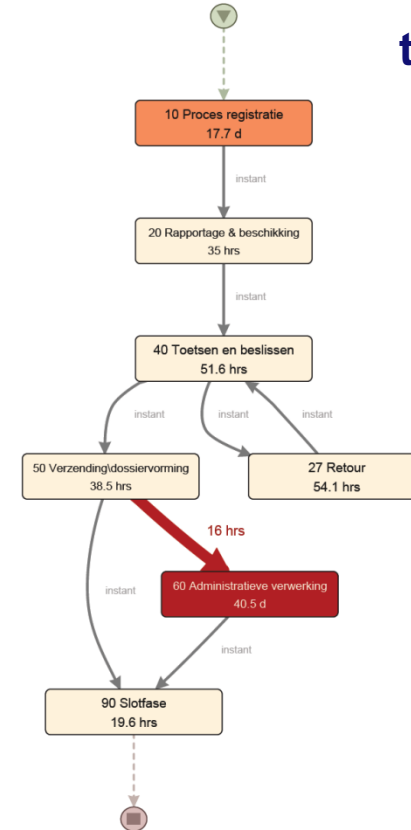 t
10 Proces registratie
17.7 d
instant
20 Rapportage & beschikking
35 hrs
instant
40 Toetsen en beslissen
51.6 hrs
instant
instant
instant
50 Verzending\dossiervorming
38.5 hrs
27 Retour
54.1 hrs
16 hrs
instant
60 Administratieve verwerking
40.5 d
instant
90 Slotfase
19.6 hrs